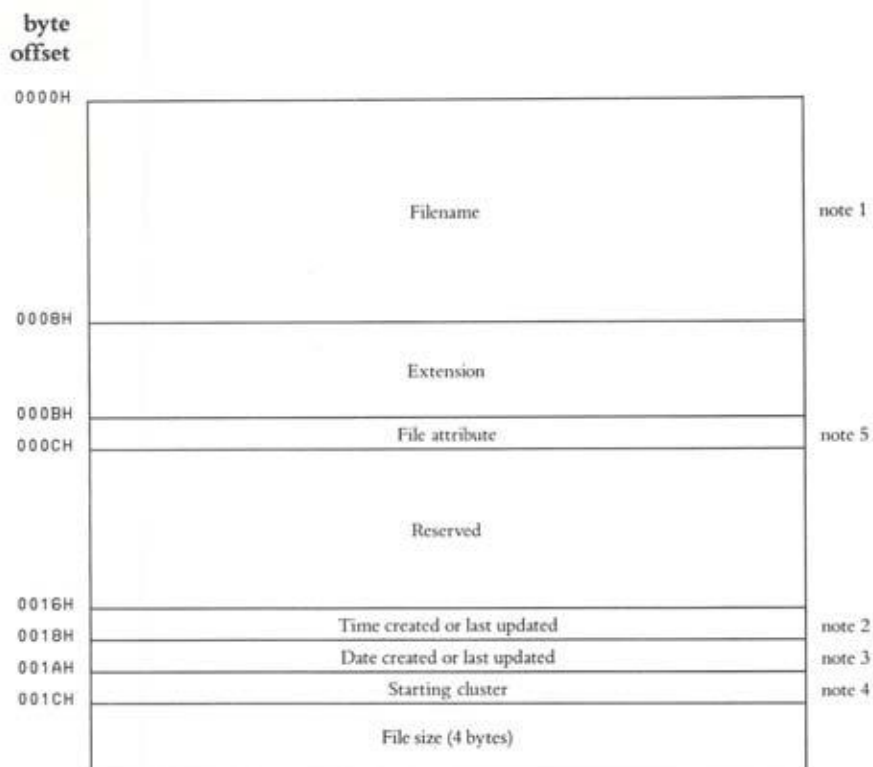 byte
offset
0000H
Filename note 1
0008H
Extension
000BH
File attribute note 5
000CH
Reserved
0016H
Time created or last updated note 2
0018H
Date created or last updated note 3
001AH
Starting cluster note 4
001CH
File size (4 bytes)